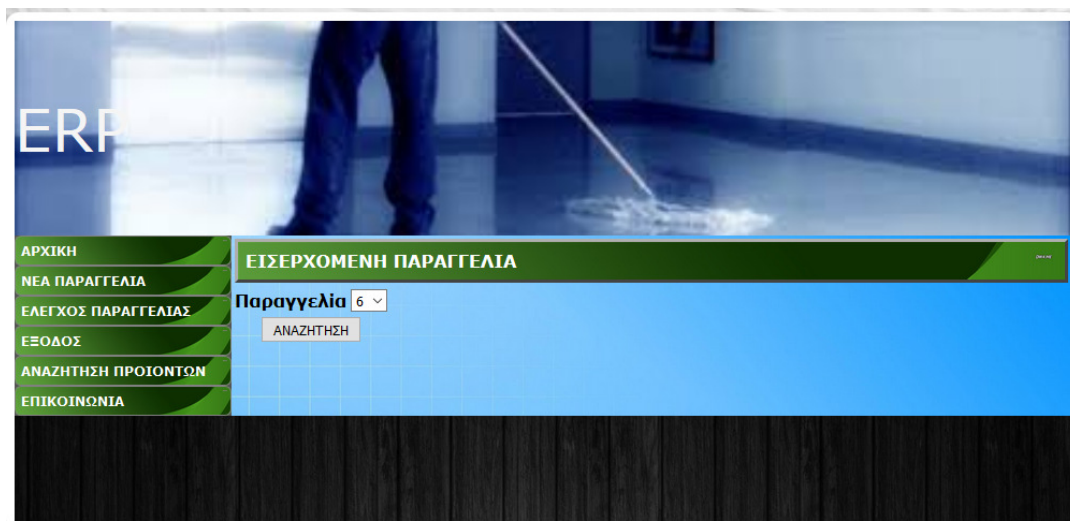 ERP
ΑΡΧΙΚΗ
ΝΕΑ ΠΑΡΑΓΓΕΛΙΑ
ΕΛΕΓΧΟΣ ΠΑΡΑΓΓΕΛΙΑΣ
ΕΞΟΔΟΣ
ΑΝΑΖΗΤΗΣΗ ΠΡΟΙΟΝΤΩΝ
ΕΠΙΚΟΙΝΩΝΙΑ
ΕΙΣΕΡΧΟΜΕΝΗ ΠΑΡΑΓΓΕΛΙΑ
Παραγγελία 6
ΑΝΑΖΗΤΗΣΗ